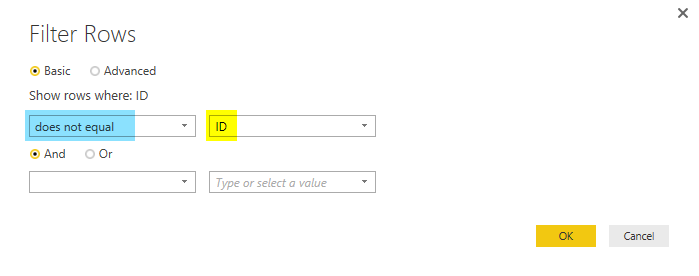 Filter Rows
Basic Advanced
Show rows where: ID
does not equal ID
And Or
Type or select a value
OK Cancel